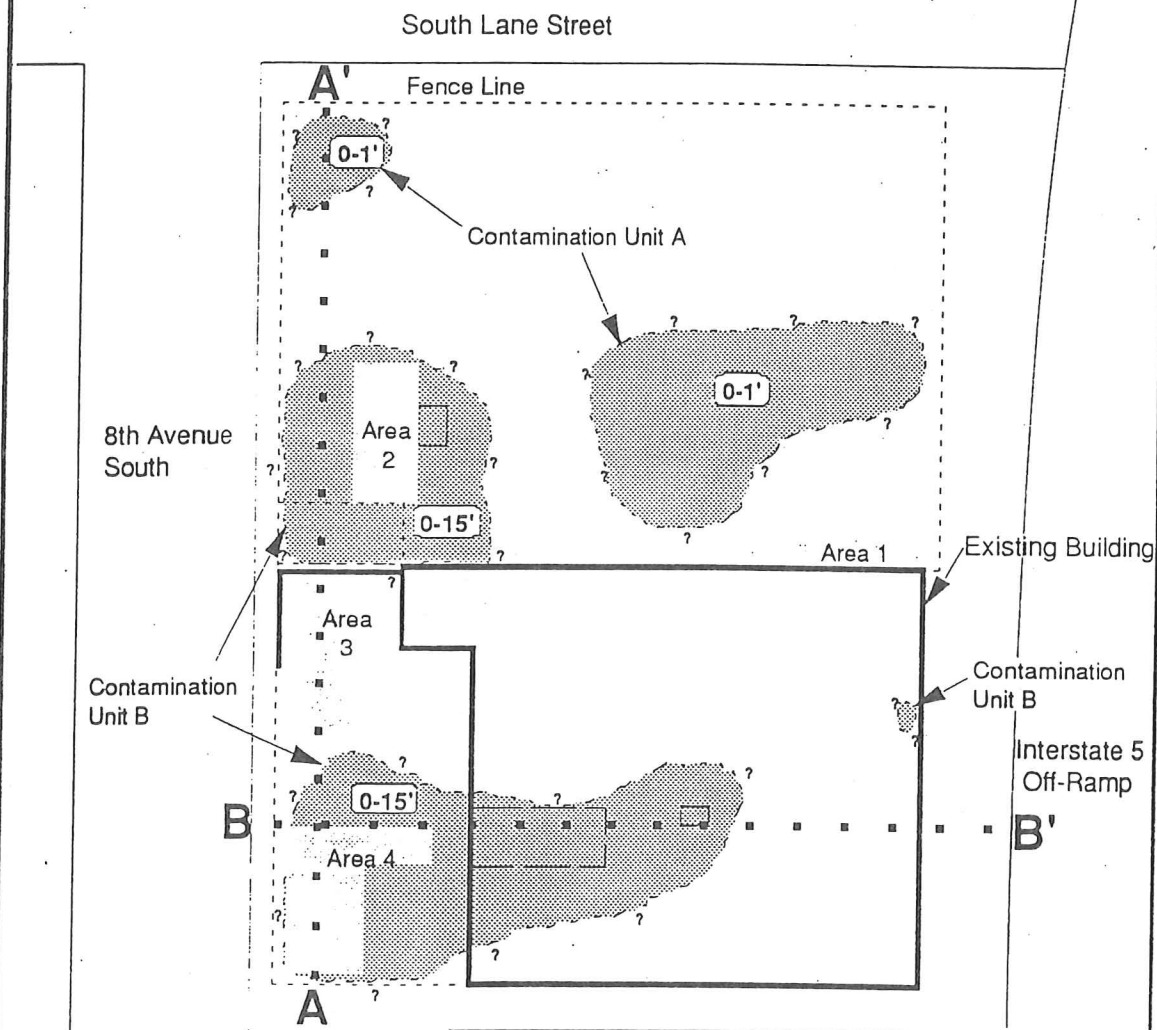 South Lane Street
A'
Fence Line
?
?
0-1'
?
?
Contamination Unit A
?
?
?
?
?
?
?
0-1'
?
8th Avenue
South
Area
2
?
?
?
?
0-15'
?
?
?
Area 1
Existing Building
?
Area
3
Contamination
Unit B
Contamination
Unit B
?
?
?
?
Interstate 5
Off-Ramp
0-15'
?
?
B
B'
Area 4
?
?
?
?
A